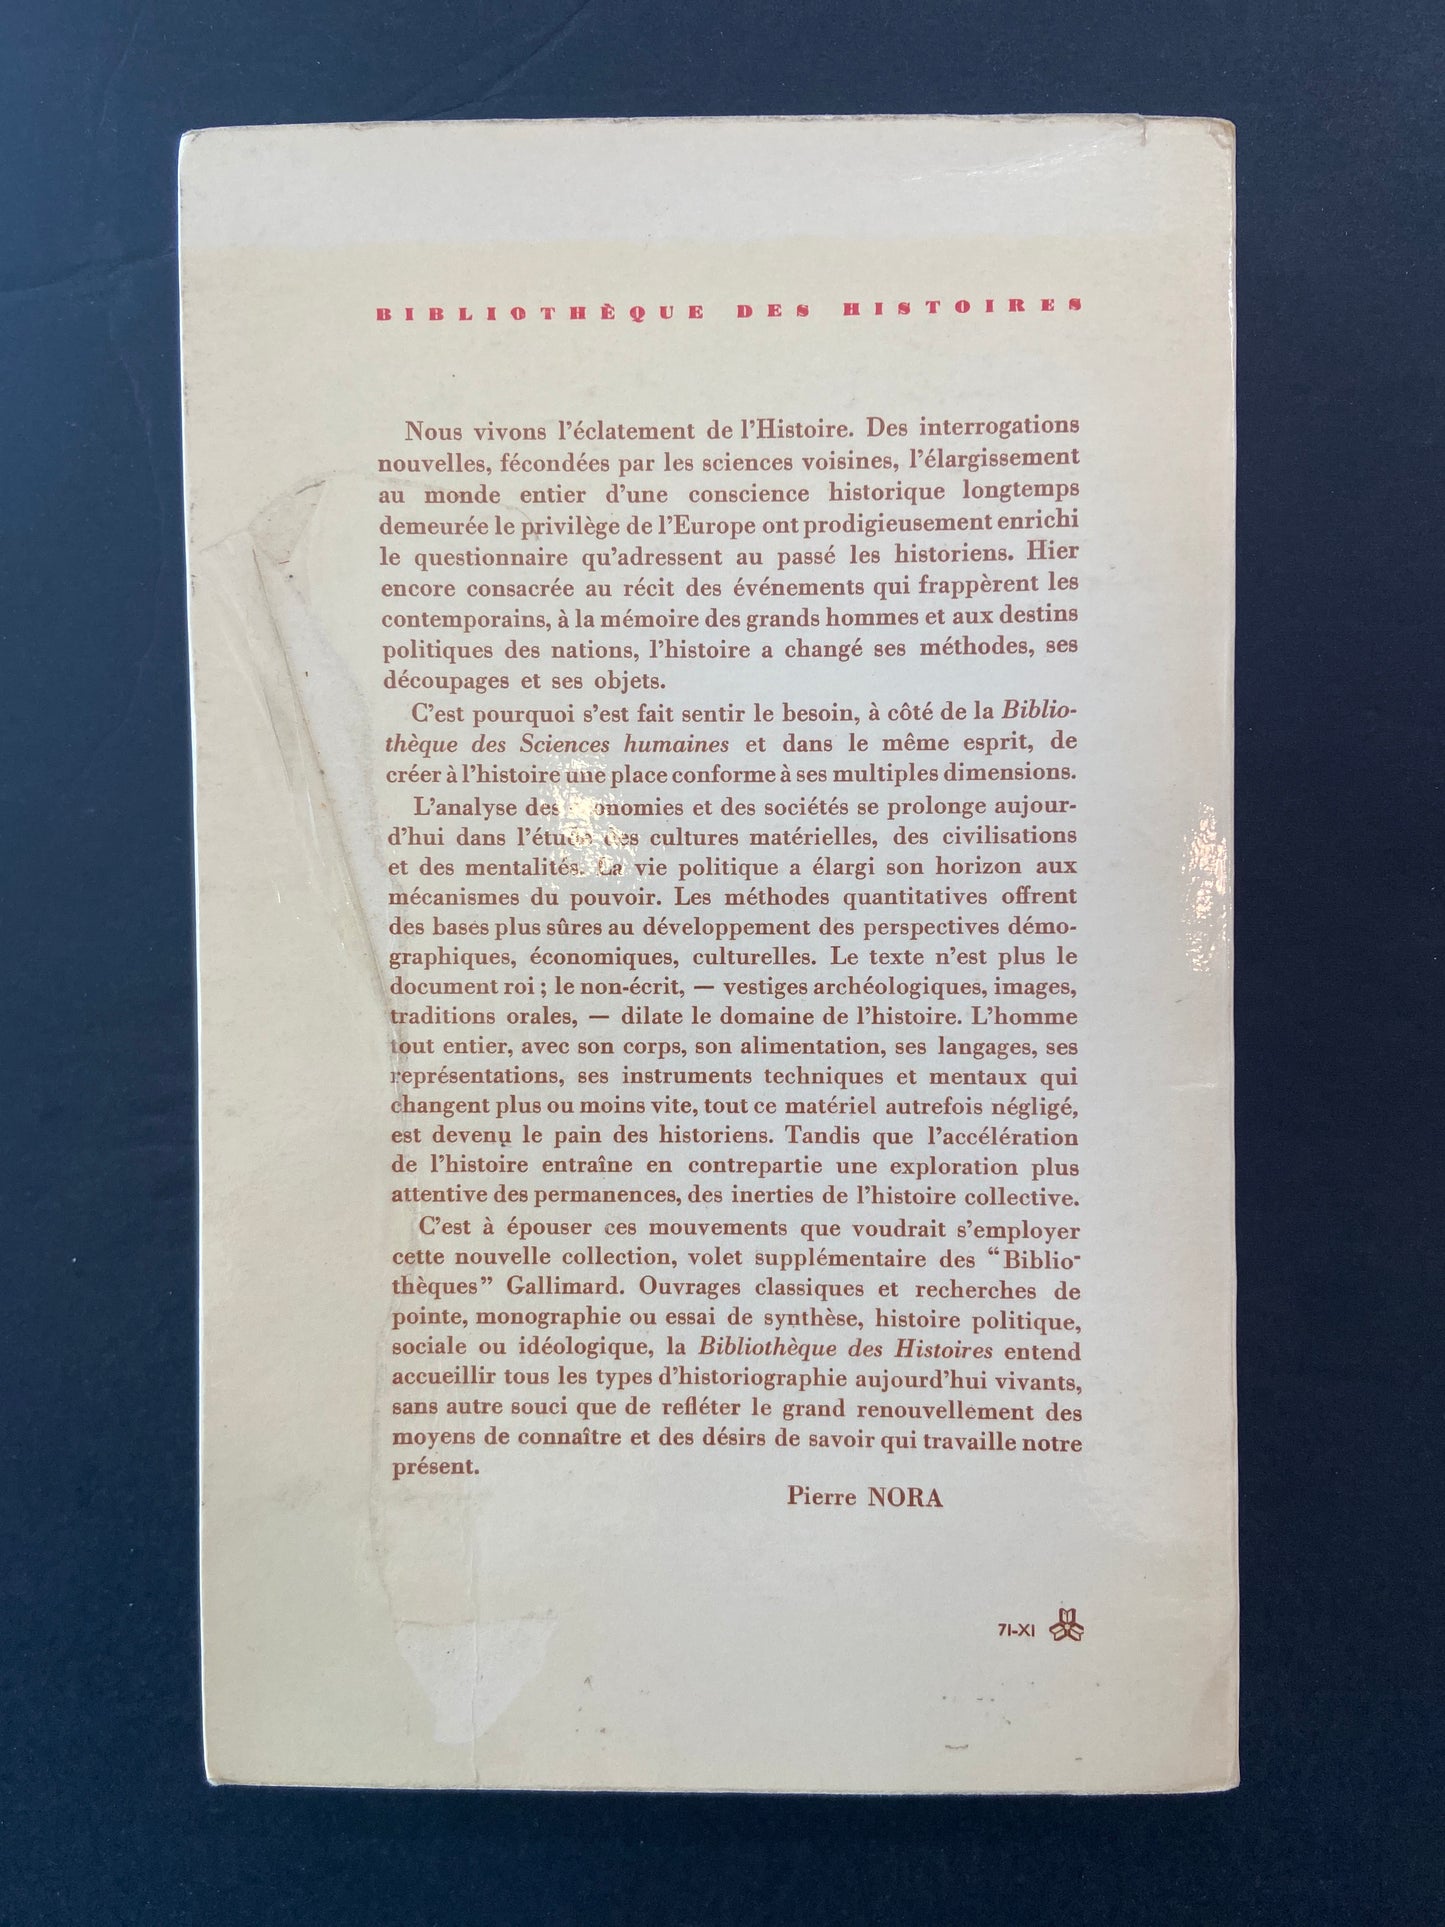 BIBLIOTHÈQUE DES HISTOIRES
Nous vivons l'éclatement de l'Histoire. Des interrogations
nouvelles, fécondées par les sciences voisines, l'élargissement
au monde entier d'une conscience historique longtemps
demeurée le privilège de l'Europe ont prodigieusement enrichi
le questionnaire qu'adressent au passé les historiens. Hier
encore consacrée au récit des événements qui frappèrent les
contemporains, à la mémoire des grands hommes et aux destins
politiques des nations, l'histoire a changé ses méthodes, ses
découpages et ses objets.
C'est pourquoi s'est fait sentir le besoin, à côté de la Biblio-
thèque des Sciences humaines et dans le même esprit, de
créer à l'histoire une place conforme à ses multiples dimensions.
L'analyse des économies et des sociétés se prolonge aujour-
d'hui dans l'étude des cultures matérielles, des civilisations
et des mentalités. La vie politique a élargi son horizon aux
mécanismes du pouvoir. Les méthodes quantitatives offrent
des bases plus sûres au développement des perspectives démo-
graphiques, économiques, culturelles. Le texte n'est plus le
document roi ; le non-écrit, — vestiges archéologiques, images,
traditions orales, — dilate le domaine de l'histoire. L'homme
tout entier, avec son corps, son alimentation, ses langages, ses
représentations, ses instruments techniques et mentaux qui
changent plus ou moins vite, tout ce matériel autrefois négligé,
est devenu le pain des historiens. Tandis que l'accélération
de l'histoire entraîne en contrepartie une exploration plus
attentive des permanences, des inerties de l'histoire collective.
C'est à épouser ces mouvements que voudrait s'employer
cette nouvelle collection, volet supplémentaire des “Biblio-
thèques” Gallimard. Ouvrages classiques et recherches de
pointe, monographie ou essai de synthèse, histoire politique,
sociale ou idéologique, la Bibliothèque des Histoires entend
accueillir tous les types d'historiographie aujourd'hui vivants,
sans autre souci que de refléter le grand renouvellement des
moyens de connaître et des désirs de savoir qui travaille notre
présent.
Pierre NORA
71-XI